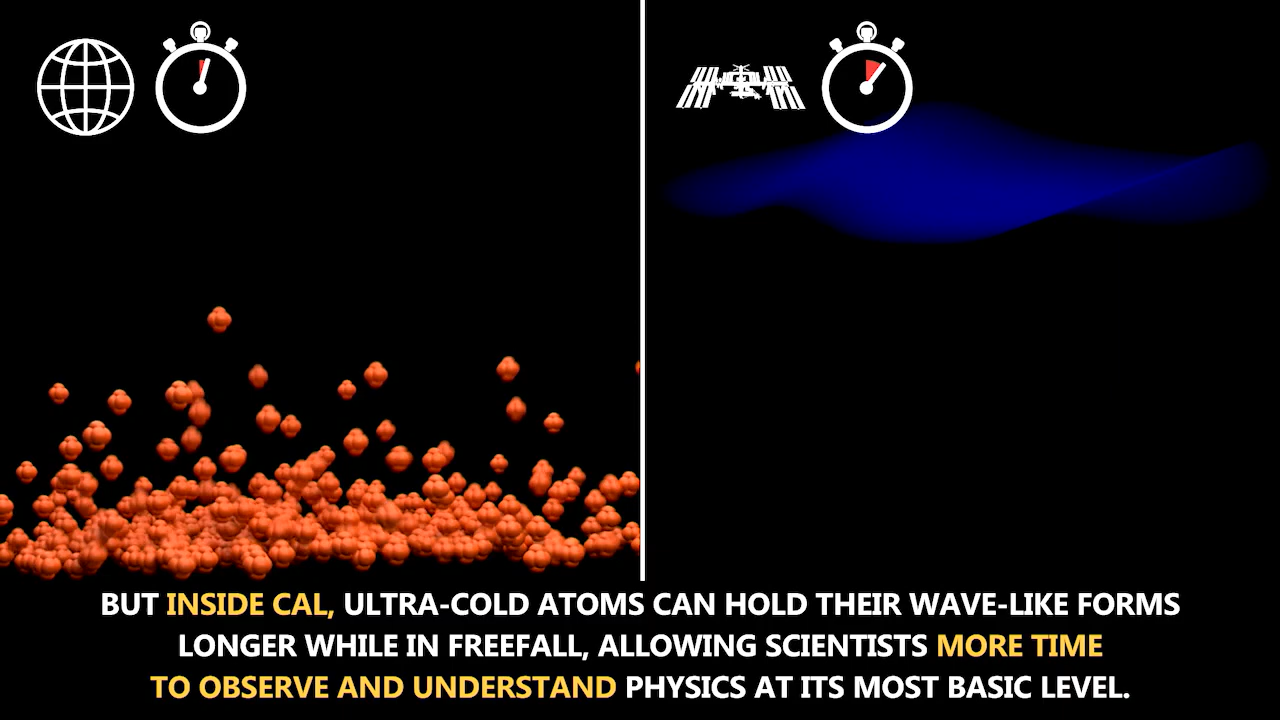 BUT INSIDE CAL, ULTRA-COLD ATOMS CAN HOLD THEIR WAVE-LIKE FORMS
LONGER WHILE IN FREEFALL, ALLOWING SCIENTISTS MORE TIME
TO OBSERVE AND UNDERSTAND PHYSICS AT ITS MOST BASIC LEVEL.